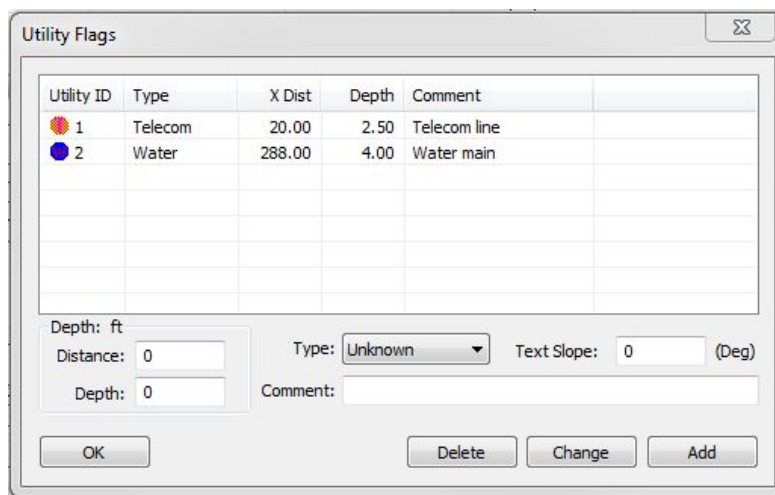 Utility Flags
Utility ID Type X Dist Depth Comment
1 Telecom 20.00 2.50 Telecom line
2 Water 288.00 4.00 Water main
Depth: ft
Distance: 0 Type: Unknown Text Slope: 0 (Deg)
Depth: 0 Comment:
OK Delete Change Add